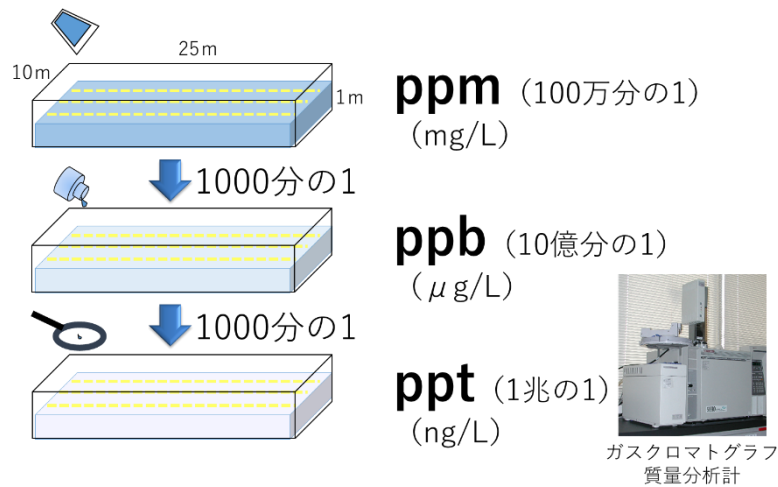 25m
10m
1m
ppm（100万分の1）
（mg/L）
1000分の1
ppb（10億分の1）
（μg/L）
1000分の1
ppt（1兆の1）
（ng/L）
ガスクロマトグラフ
質量分析計